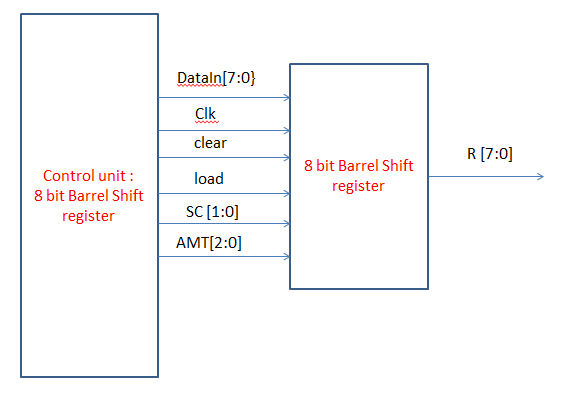 DataIn[7:0}
Clk
clear
load
SC [1:0]
AMT[2:0]
Control unit :
8 bit Barrel Shift
register
8 bit Barrel Shift
register
R [7:0]